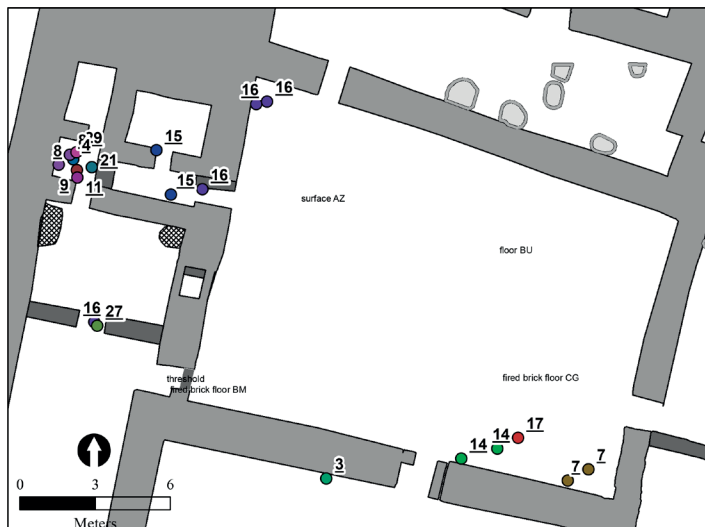 16 16
15
8 8 29
4
21
9 11
15 16
surface AZ
floor BU
16 27
threshold
fired brick floor BM
fired brick floor CG
17
14 14
7 7
3
0 3 6
Meters